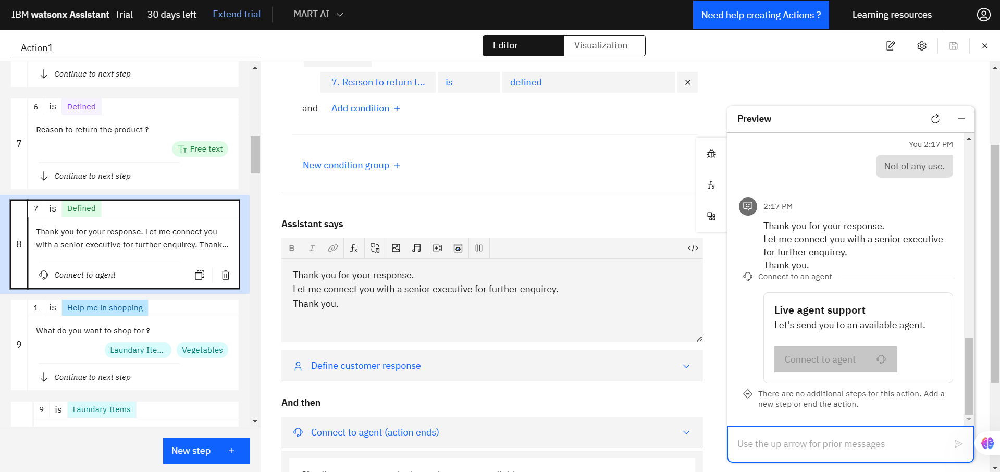 IBM watsonx Assistant Trial 30 days left Extend trial MART AI Need help creating Actions ? Learning resources
Action1 Editor Visualization
Continue to next step
6 is Defined
Reason to return the product ?
7
Free text
Continue to next step
7 is Defined
Thank you for your response. Let me connect you
with a senior executive for further enquirey. Thank...
8
Connect to agent
1 is Help me in shopping
What do you want to shop for ?
9
Laundary Ite... Vegetables
Continue to next step
9 is Laundary Items
New step +
7. Reason to return t... is defined
and Add condition +
New condition group +
Assistant says
B I
Thank you for your response.
Let me connect you with a senior executive for further enquirey.
Thank you.
Define customer response
And then
Connect to agent (action ends)
Preview
You 2:17 PM
Not of any use.
2:17 PM
Thank you for your response.
Let me connect you with a senior executive
for further enquirey.
Thank you.
Connect to an agent
Live agent support
Let's send you to an available agent.
Connect to agent
There are no additional steps for this action. Add a
new step or end the action.
Use the up arrow for prior messages